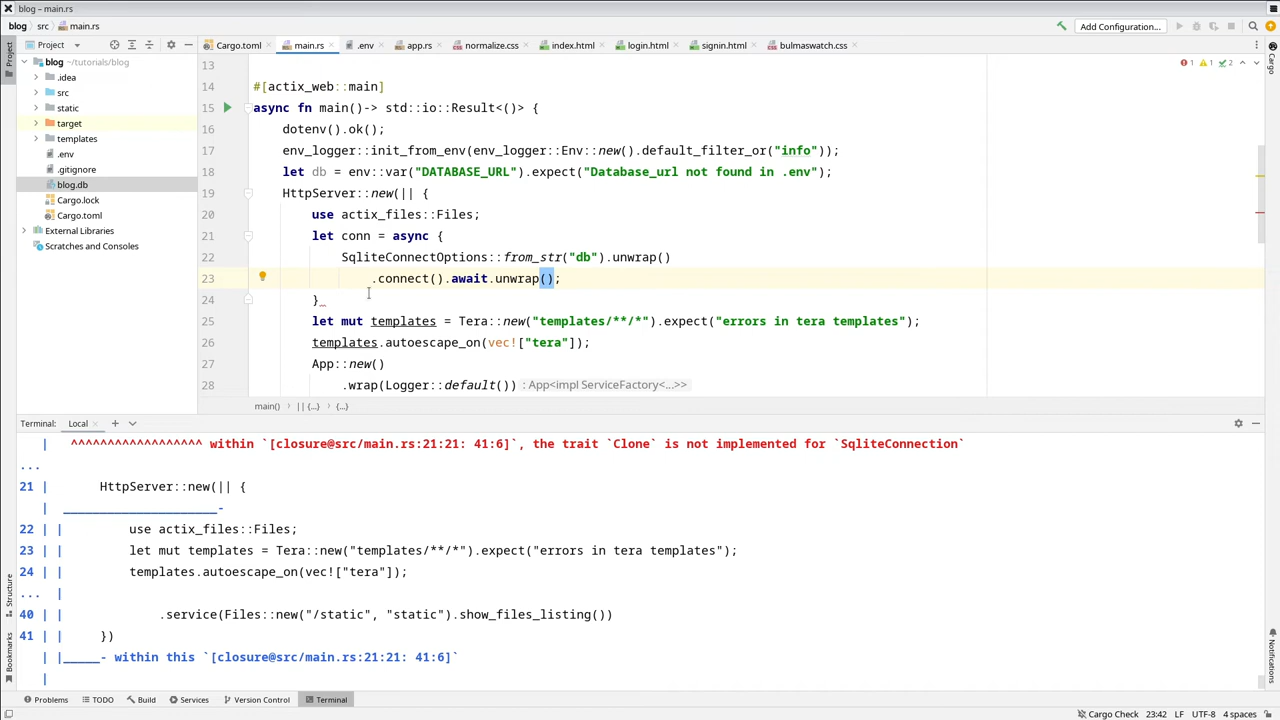 blog – main.rs
blog src main.rs
Add Configuration...
Project
Cargo.toml main.rs .env app.rs normalize.css index.html login.html signin.html bulmaswatch.css
Project
Cargo
blog ~/tutorials/blog
.idea
src
static
target
templates
.env
.gitignore
blog.db
Cargo.lock
Cargo.toml
External Libraries
Scratches and Consoles
1 1 2
13
14 #[actix_web::main]
15 async fn main()-> std::io::Result<()> {
16 dotenv().ok();
17 env_logger::init_from_env(env_logger::Env::new().default_filter_or("info"));
18 let db = env::var("DATABASE_URL").expect("Database_url not found in .env");
19 HttpServer::new(|| {
20 use actix_files::Files;
21 let conn = async {
22 SqliteConnectOptions::from_str("db").unwrap()
23 .connect().await.unwrap();
24 }
25 let mut templates = Tera::new("templates/**/*").expect("errors in tera templates");
26 templates.autoescape_on(vec!["tera"]);
27 App::new()
28 .wrap(Logger::default()) : App<impl ServiceFactory<...>>
main() || {...} {...}
Terminal: Local
| ^^^^^^^^^^^^^^^^^^ within `[closure@src/main.rs:21:21: 41:6]`, the trait `Clone` is not implemented for `SqliteConnection`
...
21 | HttpServer::new(|| {
| _____________________-
22 | | use actix_files::Files;
23 | | let mut templates = Tera::new("templates/**/*").expect("errors in tera templates");
24 | | templates.autoescape_on(vec!["tera"]);
... |
40 | | .service(Files::new("/static", "static").show_files_listing())
41 | | })
| |_____- within this `[closure@src/main.rs:21:21: 41:6]`
|
Structure
Bookmarks
Notifications
Problems TODO Build Services Version Control Terminal
Cargo Check 23:42 LF UTF-8 4 spaces